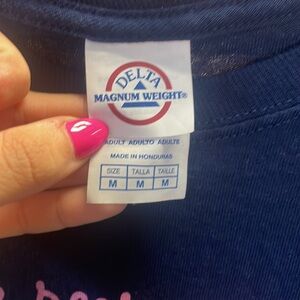 DELTA
MAGNUM WEIGHT®
ADULT ADULTO ADULTE
MADE IN HONDURAS
SIZE TALLA TAILLE
M M M